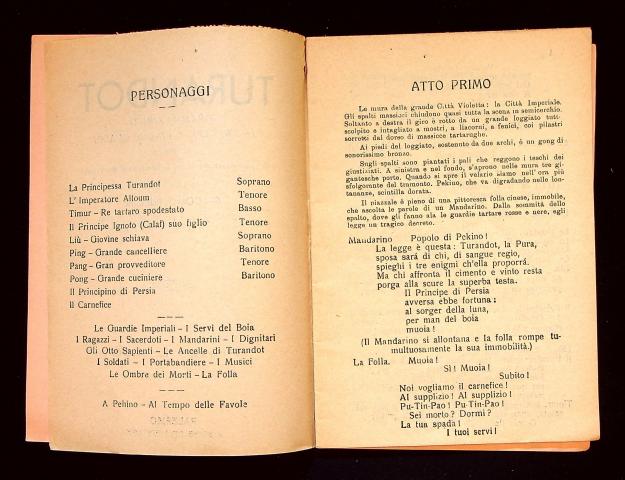 PERSONAGGI
La Principessa Turandot Soprano
L' Imperatore Altoum Tenore
Timur - Re tartaro spodestato Basso
Il Principe Ignoto (Calaf) suo figlio Tenore
Liù - Giovine schiava Soprano
Ping - Grande cancelliere Baritono
Pang - Gran provveditore Tenore
Pong - Grande cuciniere Baritono
Il Principino di Persia
Il Carnefice
Le Guardie Imperiali - I Servi del Boia
I Ragazzi - I Sacerdoti - I Mandarini - I Dignitari
Gli Otto Sapienti - Le Ancelle di Turandot
I Soldati - I Portabandiere - I Musici
Le Ombre dei Morti - La Folla
A Pehino - Al Tempo delle Favole
ATTO PRIMO
Le mura della grande Città Violetta : la Città Imperiale.
Gli spalti massicci chiudono quasi tutta la scena in semicerchio.
Soltanto a destra il giro è rotto da un grande loggiato tutto
scolpito e intagliato a mostri, a liocorni, a fenici, coi pilastri
sorretti dal dorso di massicce tartarughe.
Ai piedi del loggiato, sostenuto da due archi, è un gong di
sonorissimo bronzo.
Sugli spalti sono piantati i pali che reggono i teschi dei
giustiziati. A sinistra e nel fondo, s'aprono nelle mura tre gi-
gantesche porte. Quando si apre il velario siamo nell'ora più
sfolgorante del tramonto. Pekino, che va digradando nelle lon-
tananze, scintilla dorata.
Il piazzale è pieno di una pittoresca folla cinese, immobile,
che ascolta le parole di un Mandarino. Dalla sommità dello
spalto, dove gli fanno ala le guardie tartare rosse e nere, egli
legge un tragico decreto.
Mandarino Popolo di Pekino !
La legge è questa : Turandot, la Pura,
sposa sarà di chi, di sangue regio,
spieghi i tre enigmi ch'ella proporrà.
Ma chi affronta il cimento e vinto resta
porga alla scure la superba testa.
Il Principe di Persia
avversa ebbe fortuna :
al sorger della luna,
per man del boia
muoia !
(Il Mandarino si allontana e la folla rompe tu-
multuosamente la sua immobilità.)
La Folla. Muoia !
Sì ! Muoia !
Subito !
Noi vogliamo il carnefice !
Al supplizio ! Al supplizio !
Pu-Tin-Pao ! Pu-Tin-Pao !
Sei morto ? Dormi ?
La tua spada !
I tuoi servi !